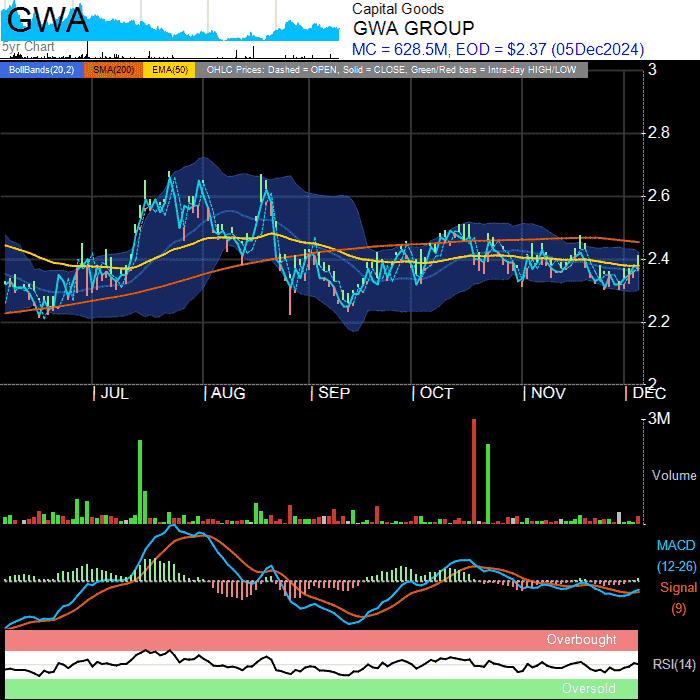 GWA
5yr Chart
Capital Goods
GWA GROUP
MC = 628.5M, EOD = $2.37 (05Dec2024)
BollBands(20,2) SMA(200) EMA(50) OHLC Prices: Dashed = OPEN, Solid = CLOSE, Green/Red bars = Intra-day HIGH/LOW
3
2.8
2.6
2.4
2.2
2
JUL AUG SEP OCT NOV DEC
3M
Volume
MACD
(12-26)
Signal
(9)
Overbought
RSI(14)
Oversold